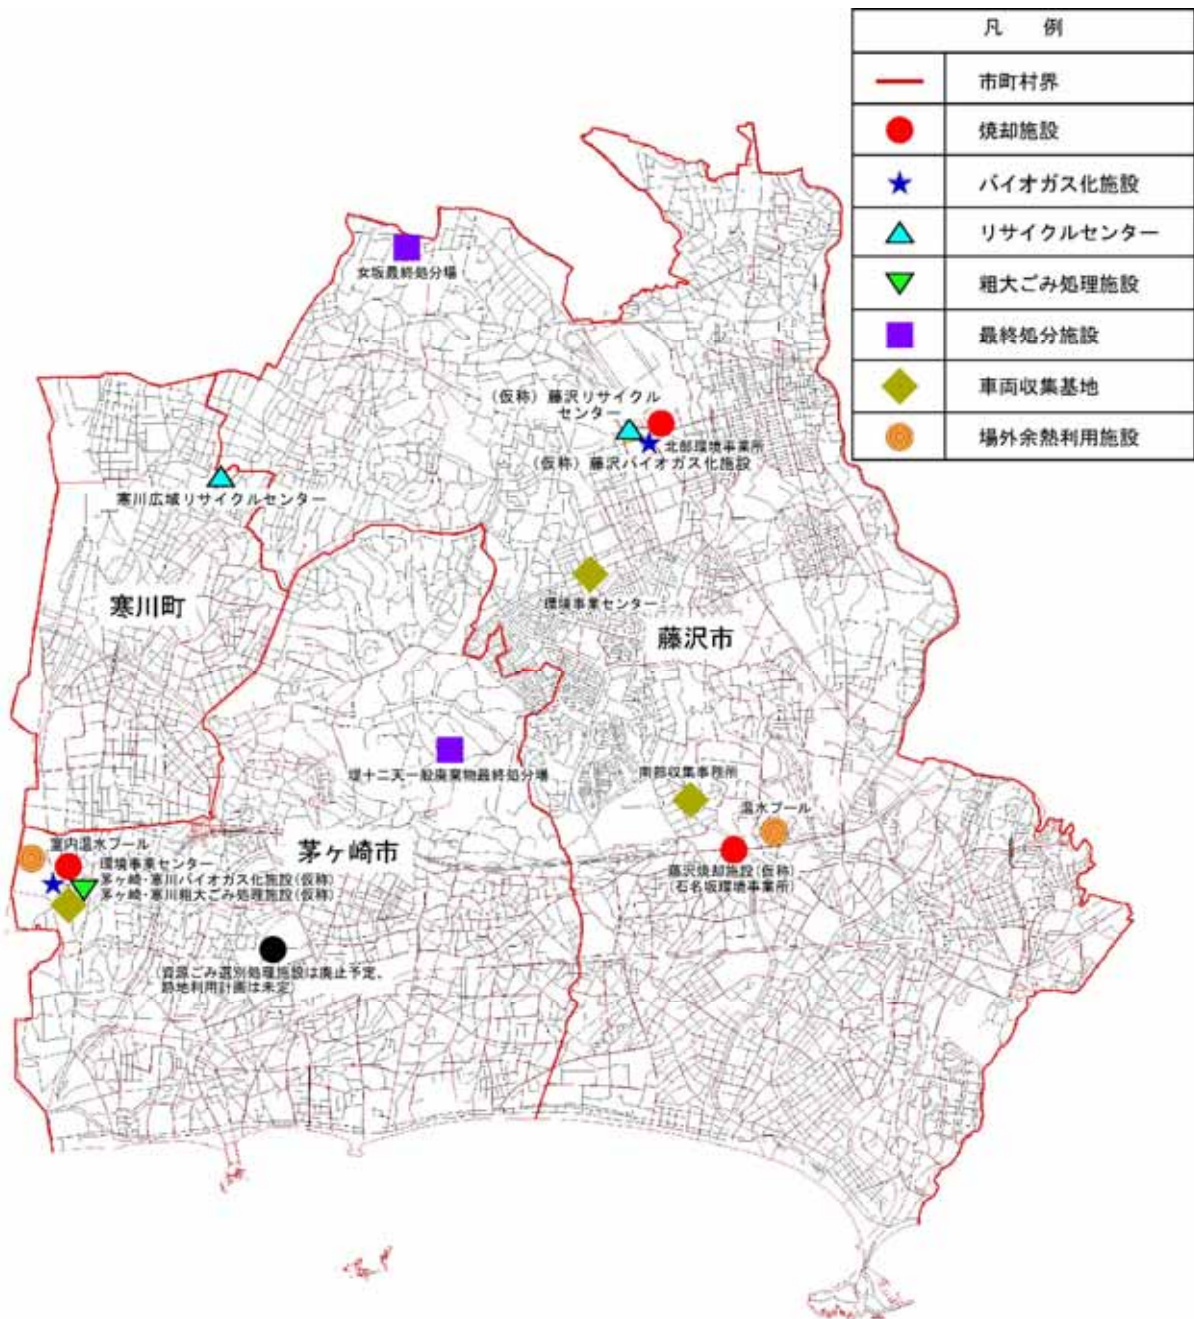 凡 例
市町村界
焼却施設
バイオガス化施設
リサイクルセンター
粗大ごみ処理施設
最終処分施設
車両収集基地
場外余熱利用施設
女坂最終処分場
(仮称)藤沢リサイクル
センター
北部環境事業所
(仮称)藤沢バイオガス化施設
寒川広域リサイクルセンター
環境事業センター
寒川町
藤沢市
堤十二天一般廃棄物最終処分場
南部収集事務所
温水プール
藤沢焼却施設(仮称)
(石名坂環境事業所)
茅ヶ崎市
室内温水プール
環境事業センター
茅ヶ崎・寒川バイオガス化施設(仮称)
茅ヶ崎・寒川粗大ごみ処理施設(仮称)
(資源ごみ選別処理施設は廃止予定、
跡地利用計画は未定)